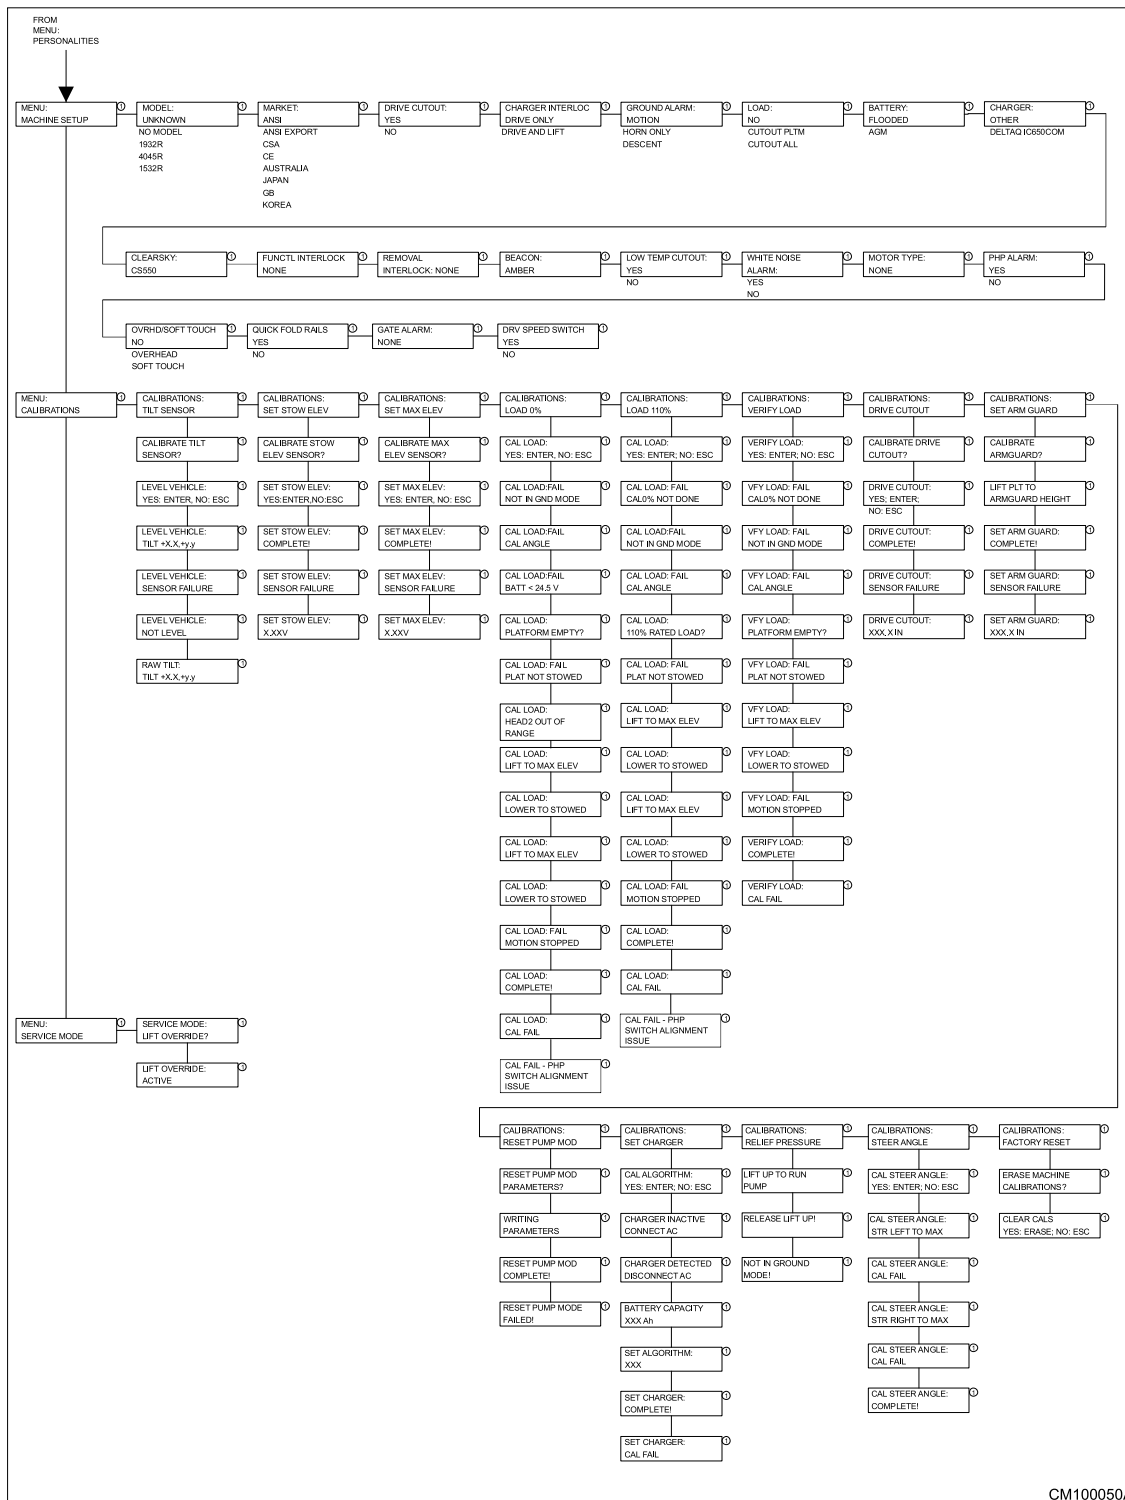 FROM
MENU:
PERSONALITIES
MENU:
MACHINE SETUP
MODEL:
UNKNOWN
NO MODEL
1932R
4045R
1532R
MARKET:
ANSI
ANSI EXPORT
CSA
CE
AUSTRALIA
JAPAN
GB
KOREA
DRIVE CUTOUT:
YES
NO
CHARGER INTERLOC
DRIVE ONLY
DRIVE AND LIFT
GROUND ALARM:
MOTION
HORN ONLY
DESCENT
LOAD:
NO
CUTOUT PLTM
CUTOUT ALL
BATTERY:
FLOODED
AGM
CHARGER:
OTHER
DELTAQ IC650COM
CLEARSKY:
CS550
FUNCTL INTERLOCK
NONE
REMOVAL
INTERLOCK: NONE
BEACON:
AMBER
LOW TEMP CUTOUT:
YES
NO
WHITE NOISE
ALARM:
YES
NO
MOTOR TYPE:
NONE
PHP ALARM:
YES
NO
OVRHD/SOFT TOUCH
NO
OVERHEAD
SOFT TOUCH
QUICK FOLD RAILS
YES
NO
GATE ALARM:
NONE
DRV SPEED SWITCH
YES
NO
MENU:
CALIBRATIONS
CALIBRATIONS:
TILT SENSOR
CALIBRATE TILT
SENSOR?
LEVEL VEHICLE:
YES: ENTER, NO: ESC
LEVEL VEHICLE:
TILT +X.X,+y.y
LEVEL VEHICLE:
SENSOR FAILURE
LEVEL VEHICLE:
NOT LEVEL
RAW TILT:
TILT +X.X,+y.y
CALIBRATIONS:
SET STOW ELEV
CALIBRATE STOW
ELEV SENSOR?
SET STOW ELEV:
YES:ENTER,NO:ESC
SET STOW ELEV:
COMPLETE!
SET STOW ELEV:
SENSOR FAILURE
SET STOW ELEV:
X.XXV
CALIBRATIONS:
SET MAX ELEV
CALIBRATE MAX
ELEV SENSOR?
SET MAX ELEV:
YES: ENTER, NO: ESC
SET MAX ELEV:
COMPLETE!
SET MAX ELEV:
SENSOR FAILURE
SET MAX ELEV:
X.XXV
CALIBRATIONS:
LOAD 0%
CAL LOAD:
YES: ENTER, NO: ESC
CAL LOAD:FAIL
NOT IN GND MODE
CAL LOAD:FAIL
CAL ANGLE
CAL LOAD:FAIL
BATT < 24.5 V
CAL LOAD:
PLATFORM EMPTY?
CAL LOAD: FAIL
PLAT NOT STOWED
CAL LOAD:
HEAD2 OUT OF
RANGE
CAL LOAD:
LIFT TO MAX ELEV
CAL LOAD:
LOWER TO STOWED
CAL LOAD:
LIFT TO MAX ELEV
CAL LOAD:
LOWER TO STOWED
CAL LOAD: FAIL
MOTION STOPPED
CAL LOAD:
COMPLETE!
CAL LOAD:
CAL FAIL
CAL FAIL - PHP
SWITCH ALIGNMENT
ISSUE
CALIBRATIONS:
LOAD 110%
CAL LOAD:
YES: ENTER; NO: ESC
CAL LOAD: FAIL
CAL0% NOT DONE
CAL LOAD:FAIL
NOT IN GND MODE
CAL LOAD: FAIL
CAL ANGLE
CAL LOAD:
110% RATED LOAD?
CAL LOAD: FAIL
PLAT NOT STOWED
CAL LOAD:
LIFT TO MAX ELEV
CAL LOAD:
LOWER TO STOWED
CAL LOAD:
LIFT TO MAX ELEV
CAL LOAD:
LOWER TO STOWED
CAL LOAD: FAIL
MOTION STOPPED
CAL LOAD:
COMPLETE!
CAL LOAD:
CAL FAIL
CAL FAIL - PHP
SWITCH ALIGNMENT
ISSUE
CALIBRATIONS:
VERIFY LOAD
VERIFY LOAD:
YES: ENTER; NO: ESC
VFY LOAD: FAIL
CAL0% NOT DONE
VFY LOAD: FAIL
NOT IN GND MODE
VFY LOAD: FAIL
CAL ANGLE
VFY LOAD:
PLATFORM EMPTY?
VFY LOAD: FAIL
PLAT NOT STOWED
VFY LOAD:
LIFT TO MAX ELEV
VFY LOAD:
LOWER TO STOWED
VFY LOAD: FAIL
MOTION STOPPED
VERIFY LOAD:
COMPLETE!
VERIFY LOAD:
CAL FAIL
CALIBRATIONS:
DRIVE CUTOUT
CALIBRATE DRIVE
CUTOUT?
DRIVE CUTOUT:
YES; ENTER;
NO: ESC
DRIVE CUTOUT:
COMPLETE!
DRIVE CUTOUT:
SENSOR FAILURE
DRIVE CUTOUT:
XXX.X IN
CALIBRATIONS:
SET ARM GUARD
CALIBRATE
ARMGUARD?
LIFT PLT TO
ARMGUARD HEIGHT
SET ARM GUARD:
COMPLETE!
SET ARM GUARD:
SENSOR FAILURE
SET ARM GUARD:
XXX.X IN
MENU:
SERVICE MODE
SERVICE MODE:
LIFT OVERRIDE?
LIFT OVERRIDE:
ACTIVE
CALIBRATIONS:
RESET PUMP MOD
RESET PUMP MOD
PARAMETERS?
WRITING
PARAMETERS
RESET PUMP MOD
COMPLETE!
RESET PUMP MODE
FAILED!
CALIBRATIONS:
SET CHARGER
CAL ALGORITHM:
YES: ENTER; NO: ESC
CHARGER INACTIVE
CONNECT AC
CHARGER DETECTED
DISCONNECT AC
BATTERY CAPACITY
XXX Ah
SET ALGORITHM:
XXX
SET CHARGER:
COMPLETE!
SET CHARGER:
CAL FAIL
CALIBRATIONS:
RELIEF PRESSURE
LIFT UP TO RUN
PUMP
RELEASE LIFT UP!
NOT IN GROUND
MODE!
CALIBRATIONS:
STEER ANGLE
CAL STEER ANGLE:
YES: ENTER; NO: ESC
CAL STEER ANGLE:
STR LEFT TO MAX
CAL STEER ANGLE:
CAL FAIL
CAL STEER ANGLE:
STR RIGHT TO MAX
CAL STEER ANGLE:
CAL FAIL
CAL STEER ANGLE:
COMPLETE!
CALIBRATIONS:
FACTORY RESET
ERASE MACHINE
CALIBRATIONS?
CLEAR CALS
YES: ERASE; NO: ESC